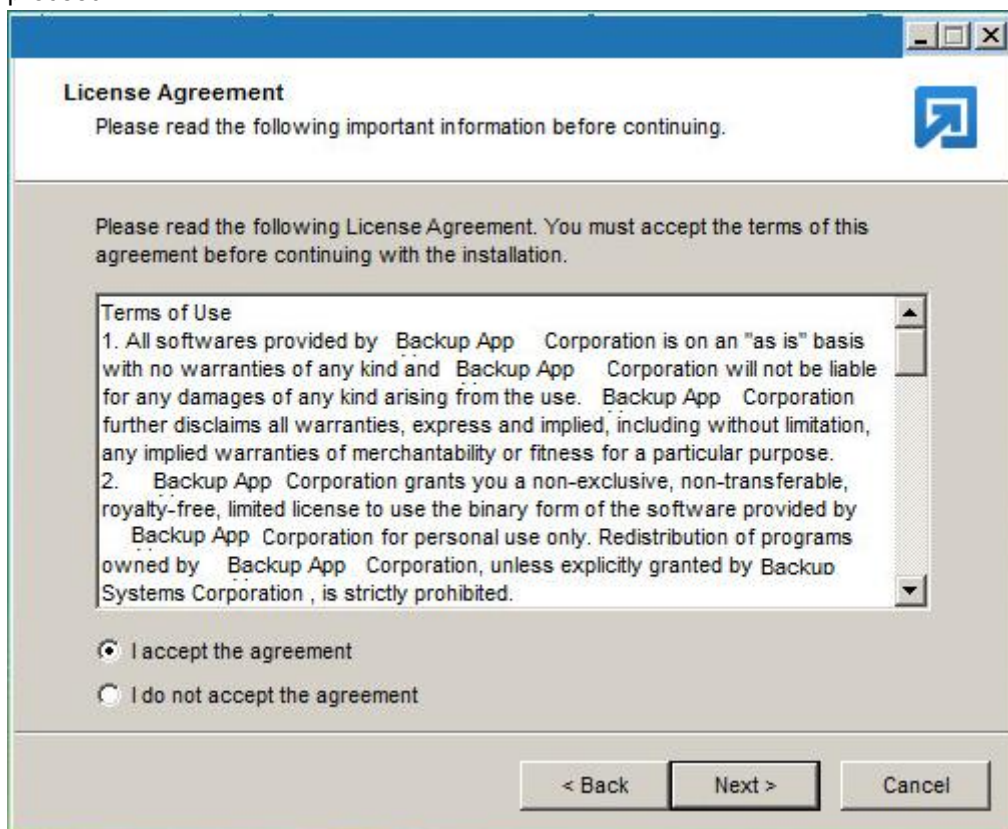 License Agreement
Please read the following important information before continuing.
Please read the following License Agreement. You must accept the terms of this
agreement before continuing with the installation.
Terms of Use
1. All softwares provided by Backup App Corporation is on an "as is" basis
with no warranties of any kind and Backup App Corporation will not be liable
for any damages of any kind arising from the use. Backup App Corporation
further disclaims all warranties, express and implied, including without limitation,
any implied warranties of merchantability or fitness for a particular purpose.
2. Backup App Corporation grants you a non-exclusive, non-transferable,
royalty-free, limited license to use the binary form of the software provided by
Backup App Corporation for personal use only. Redistribution of programs
owned by Backup App Corporation, unless explicitly granted by Backup
Systems Corporation , is strictly prohibited.
I accept the agreement
I do not accept the agreement
< Back Next > Cancel